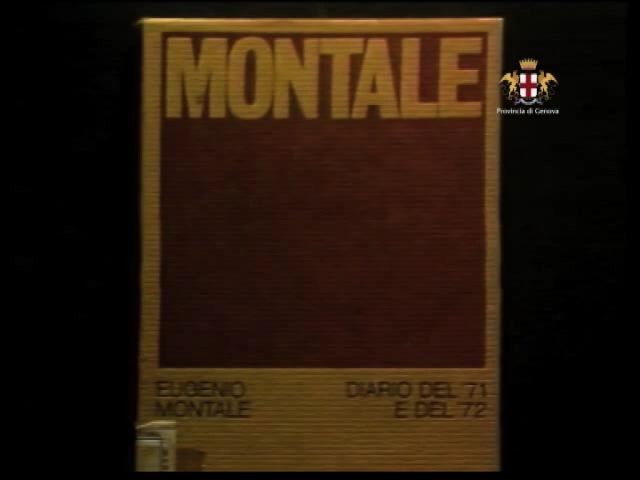 MONTALE
Provincia di Genova
EUGENIO
MONTALE
DIARIO DEL 71
E DEL 72